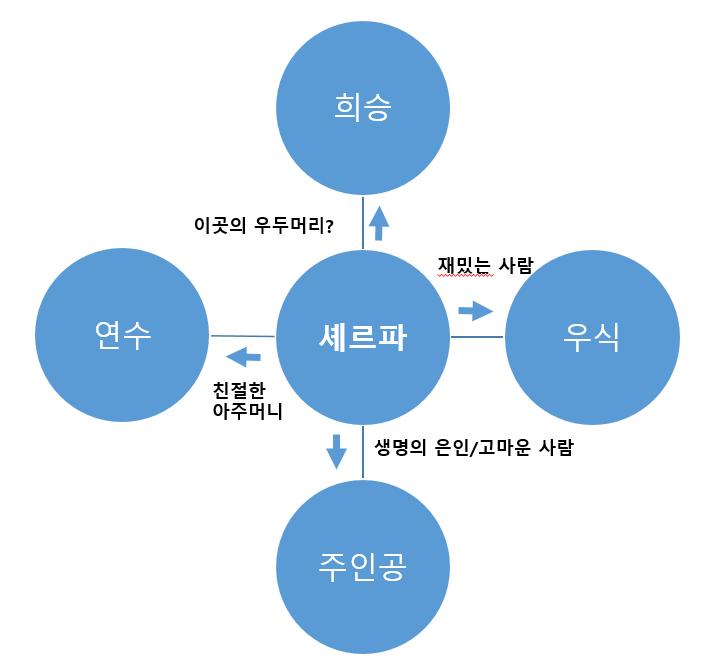 희승
이곳의 우두머리?
재밌는 사람
연수
셰르파
우식
친절한
아주머니
생명의 은인/고마운 사람
주인공